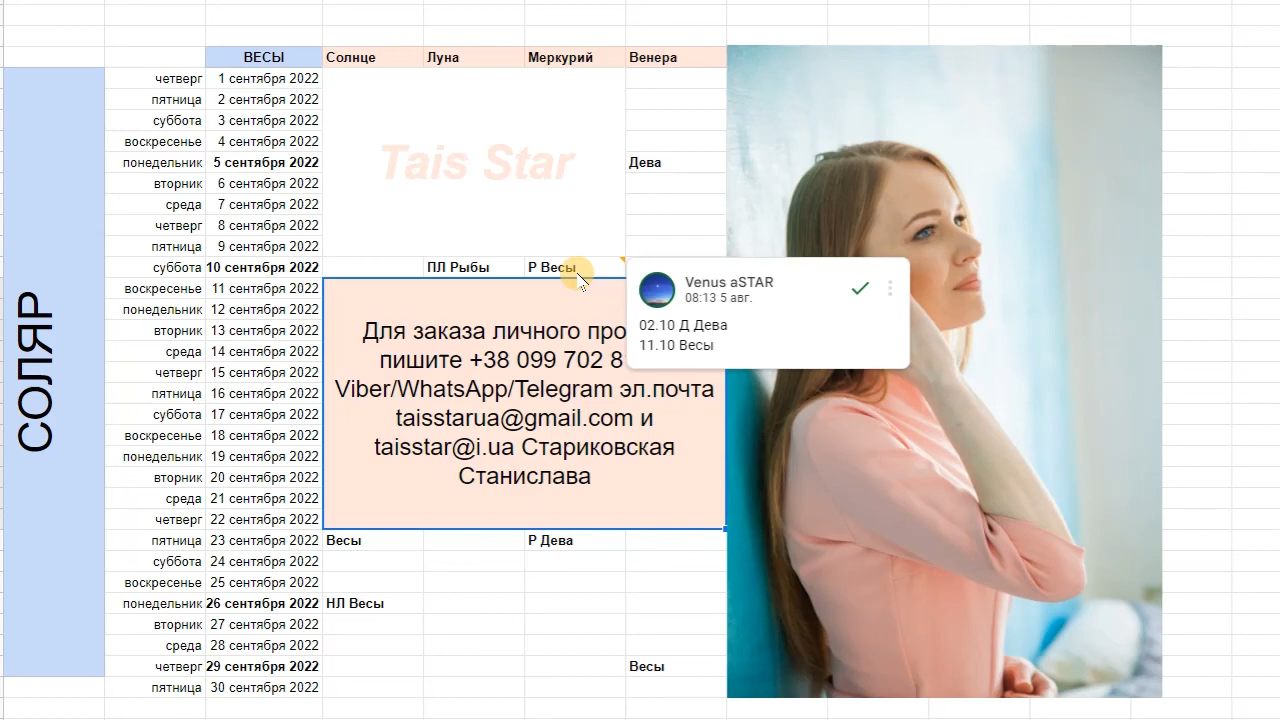 ВЕСЫ Солнце Луна Меркурий Венера
четверг 1 сентября 2022
пятница 2 сентября 2022
суббота 3 сентября 2022
воскресенье 4 сентября 2022
понедельник 5 сентября 2022 Дева
вторник 6 сентября 2022
среда 7 сентября 2022
четверг 8 сентября 2022
пятница 9 сентября 2022
суббота 10 сентября 2022 ПЛ Рыбы Р Весы
воскресенье 11 сентября 2022
понедельник 12 сентября 2022
вторник 13 сентября 2022
среда 14 сентября 2022
четверг 15 сентября 2022
пятница 16 сентября 2022
суббота 17 сентября 2022
воскресенье 18 сентября 2022
понедельник 19 сентября 2022
вторник 20 сентября 2022
среда 21 сентября 2022
четверг 22 сентября 2022
пятница 23 сентября 2022 Весы Р Дева
суббота 24 сентября 2022
воскресенье 25 сентября 2022
понедельник 26 сентября 2022 НЛ Весы
вторник 27 сентября 2022
среда 28 сентября 2022
четверг 29 сентября 2022 Весы
пятница 30 сентября 2022
СОЛЯР
Tais Star
Для заказа личного
пишите +38 099 702 8
Viber/WhatsApp/Telegram эл.почта
taisstarua@gmail.com и
taisstar@i.ua Стариковская
Станислава
Venus aSTAR
08:13 5 авг.
02.10 Д Дева
11.10 Весы